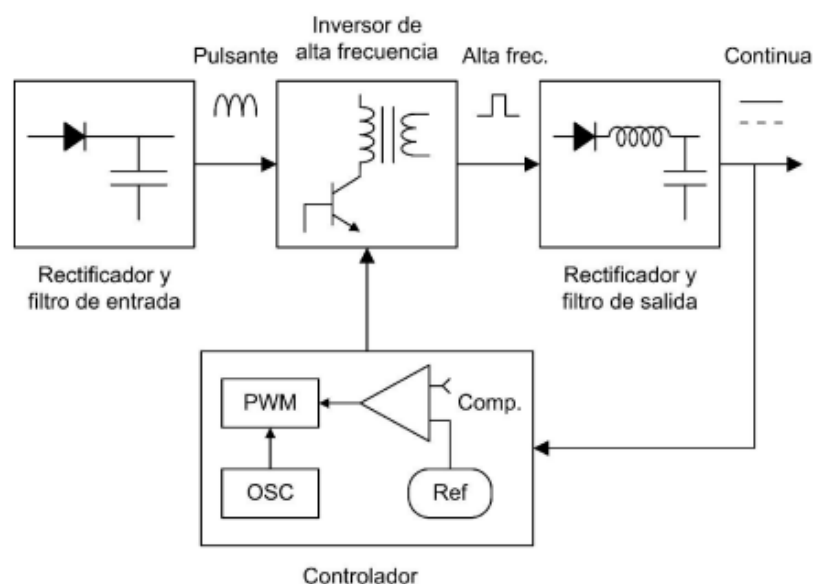 Inversor de
alta frecuencia
Pulsante
Alta frec.
Continua
Rectificador y
filtro de entrada
Rectificador y
filtro de salida
PWM
Comp.
OSC
Ref
Controlador